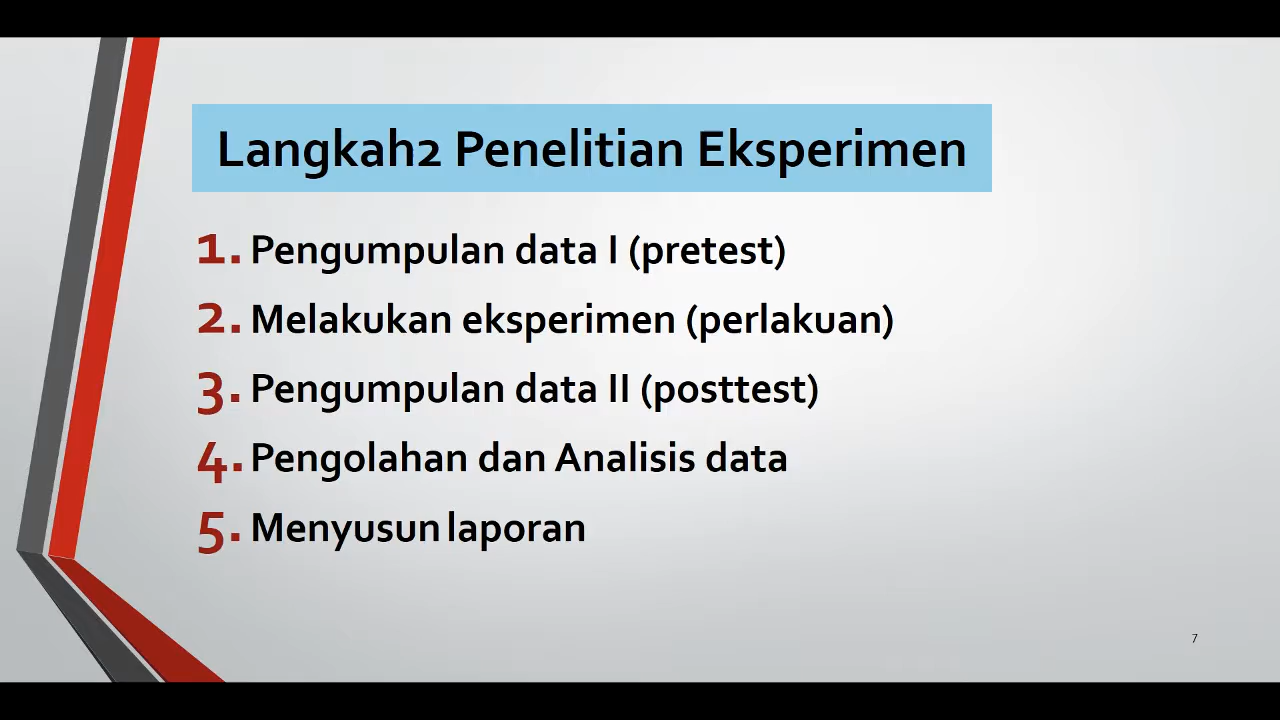 Langkah2 Penelitian Eksperimen
1. Pengumpulan data I (pretest)
2. Melakukan eksperimen (perlakuan)
3. Pengumpulan data II (posttest)
4. Pengolahan dan Analisis data
5. Menyusun laporan
7